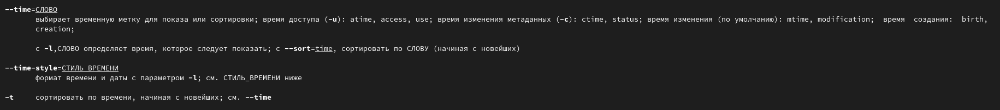 --time=СЛОВО
выбирает временную метку для показа или сортировки; время доступа (-u): atime, access, use; время изменения метаданных (-c): ctime, status; время изменения (по умолчанию): mtime, modification;  время  создания:  birth,
creation;
с -l,СЛОВО определяет время, которое следует показать; с --sort=time, сортировать по СЛОВУ (начиная с новейших)
--time-style=СТИЛЬ_ВРЕМЕНИ
формат времени и даты с параметром -l; см. СТИЛЬ_ВРЕМЕНИ ниже
-t     сортировать по времени, начиная с новейших; см. --time